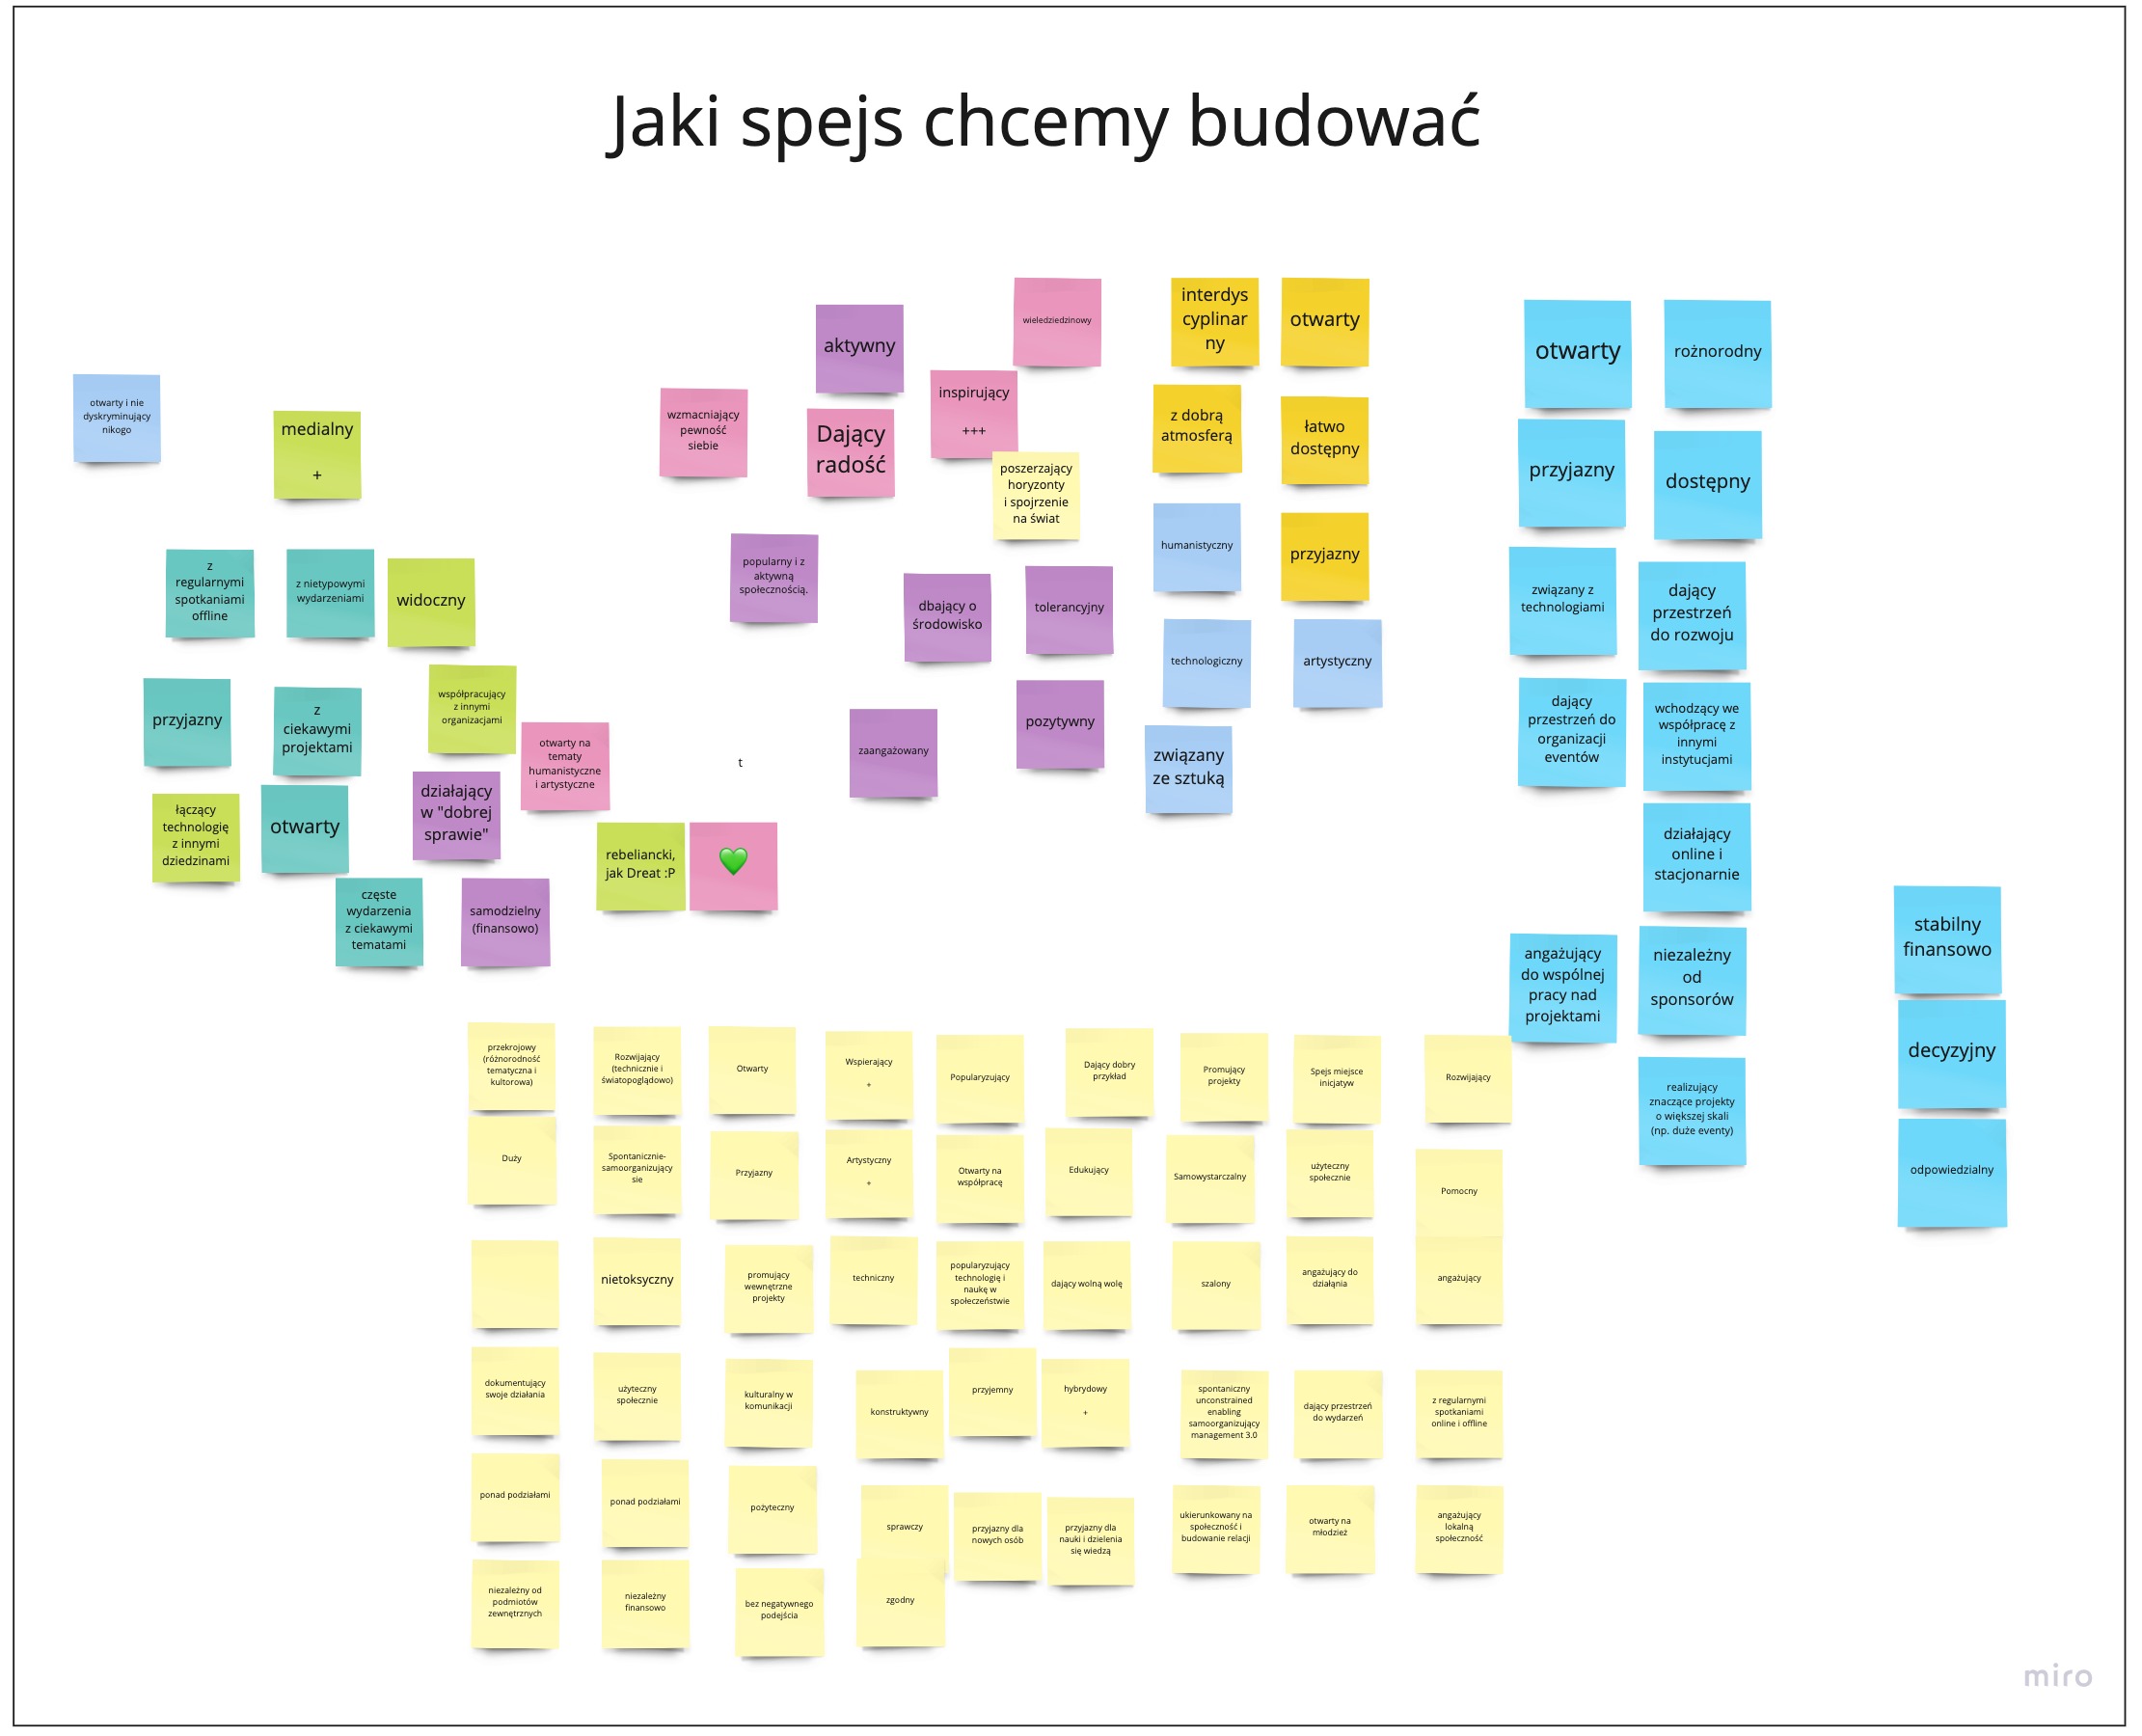 Jaki spejs chcemy budować
otwarty i nie
dyskryminujący
nikogo
medialny
+
z
regularnymi
spotkaniami
offline
z nietypowymi
wydarzeniami
widoczny
przyjazny
z
ciekawymi
projektami
współpracujący
z innymi
organizacjami
otwarty na
tematy
humanistyczne
i artystyczne
łączący
technologię
z innymi
dziedzinami
otwarty
działający
w "dobrej
sprawie"
rebeliancki,
jak Dreat :P
💚
częste
wydarzenia
z ciekawymi
tematami
samodzielny
(finansowo)
wzmacniający
pewność
siebie
aktywny
Dający
radość
inspirujący
+++
wieledziedzinowy
poszerzający
horyzonty
i spojrzenie
na świat
popularny i z
aktywną
społecznością.
dbający o
środowisko
tolerancyjny
zaangażowany
pozytywny
t
interdys
cyplinar
ny
otwarty
z dobrą
atmosferą
łatwo
dostępny
humanistyczny
przyjazny
technologiczny
artystyczny
związany
ze sztuką
otwarty
rożnorodny
przyjazny
dostępny
związany z
technologiami
dający
przestrzeń
do rozwoju
dający
przestrzeń do
organizacji
eventów
wchodzący we
współpracę z
innymi
instytucjami
działający
online i
stacjonarnie
angażujący
do wspólnej
pracy nad
projektami
niezależny
od
sponsorów
realizujący
znaczące projekty
o większej skali
(np. duże eventy)
stabilny
finansowo
decyzyjny
odpowiedzialny
przekrojowy
(różnorodność
tematyczna i
kultorowa)
Rozwijający
(technicznie i
światopoglądowo)
Otwarty
Wspierający
+
Popularyzujący
Dający dobry
przykład
Promujący
projekty
Spejs miejsce
inicjatyw
Rozwijający
Duży
Spontanicznie-
samoorganizujący
sie
Przyjazny
Artystyczny
+
Otwarty na
współpracę
Edukujący
Samowystarczalny
użyteczny
społecznie
Pomocny
nietoksyczny
promujący
wewnętrzne
projekty
techniczny
popularyzujący
technologię i
naukę w
społeczeństwie
dający wolną wolę
szalony
angażujący do
działąnia
angażujący
dokumentujący
swoje działania
użyteczny
społecznie
kulturalny w
komunikacji
konstruktywny
przyjemny
hybrydowy
+
spontaniczny
unconstrained
enabling
samoorganizujący
management 3.0
dający przestrzeń
do wydarzeń
z regularnymi
spotkaniami
online i offline
ponad podziałami
ponad podziałami
pożyteczny
sprawczy
przyjazny dla
nowych osób
przyjazny dla
nauki i dzielenia
się wiedzą
ukierunkowany na
społeczność i
budowanie relacji
otwarty na
młodzież
angażujący
lokalną
społeczność
niezależny od
podmiotów
zewnętrznych
niezależny
finansowo
bez negatywnego
podejścia
zgodny
miro